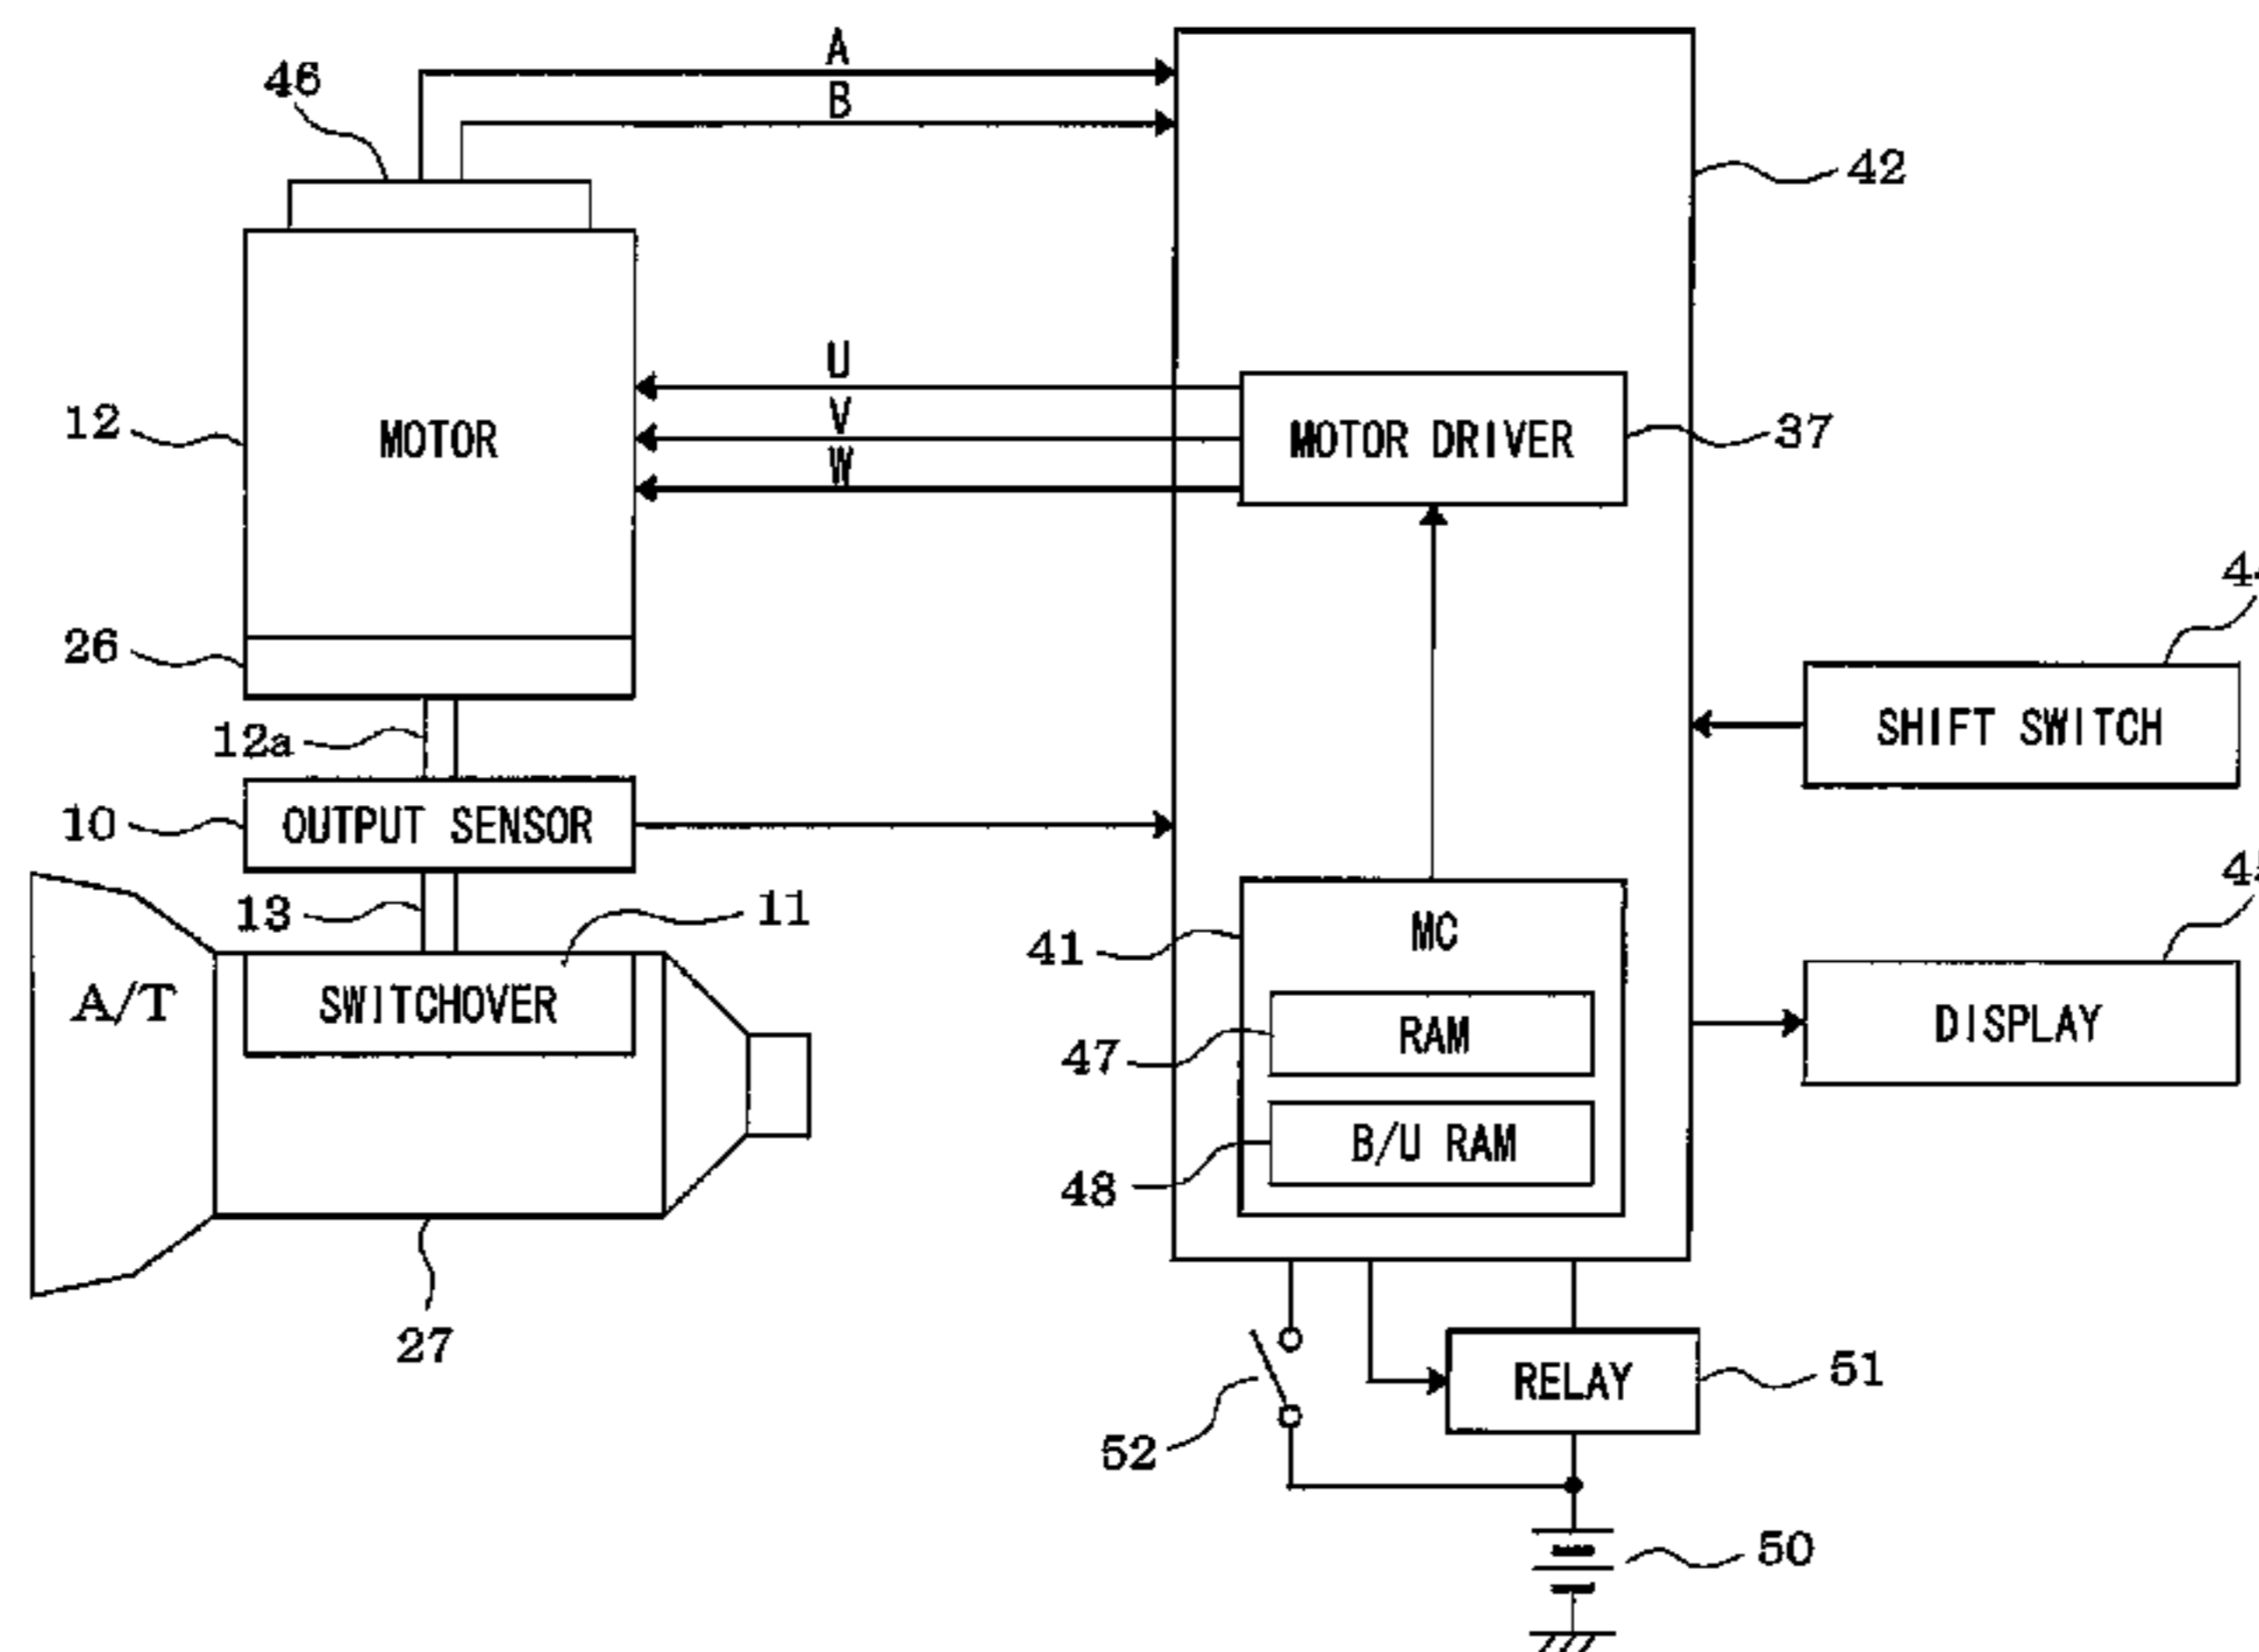 A
46
B
42
U
12
MOTOR
V
MOTOR DRIVER
37
W
26
SHIFT SWITCH
12a
10
OUTPUT SENSOR
13
11
41
MC
A/T
SWITCHOVER
47
RAM
DISPLAY
48
B/U RAM
27
RELAY
51
52
50